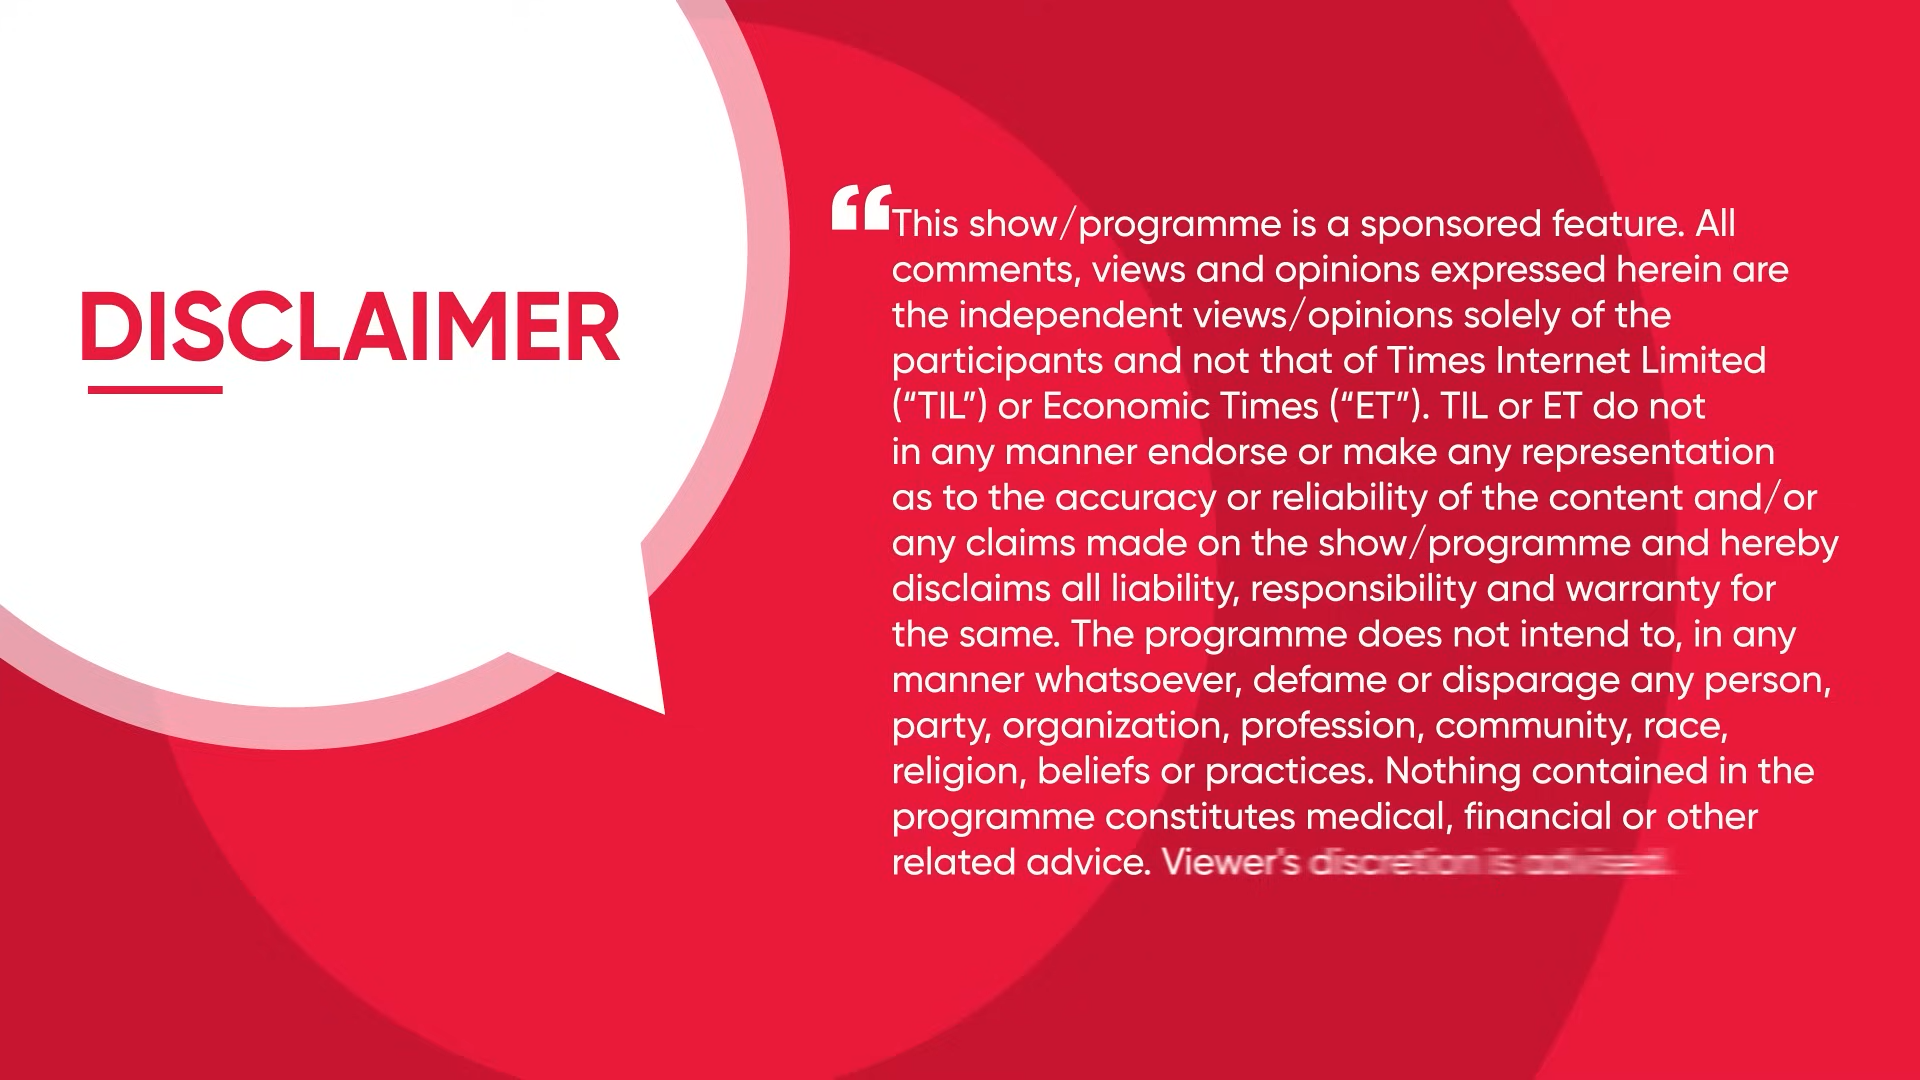 DISCLAIMER
“This show/programme is a sponsored feature. All
comments, views and opinions expressed herein are
the independent views/opinions solely of the
participants and not that of Times Internet Limited
(“TIL”) or Economic Times (“ET”). TIL or ET do not
in any manner endorse or make any representation
as to the accuracy or reliability of the content and/or
any claims made on the show/programme and hereby
disclaims all liability, responsibility and warranty for
the same. The programme does not intend to, in any
manner whatsoever, defame or disparage any person,
party, organization, profession, community, race,
religion, beliefs or practices. Nothing contained in the
programme constitutes medical, financial or other
related advice. Viewer's discretion is advised.